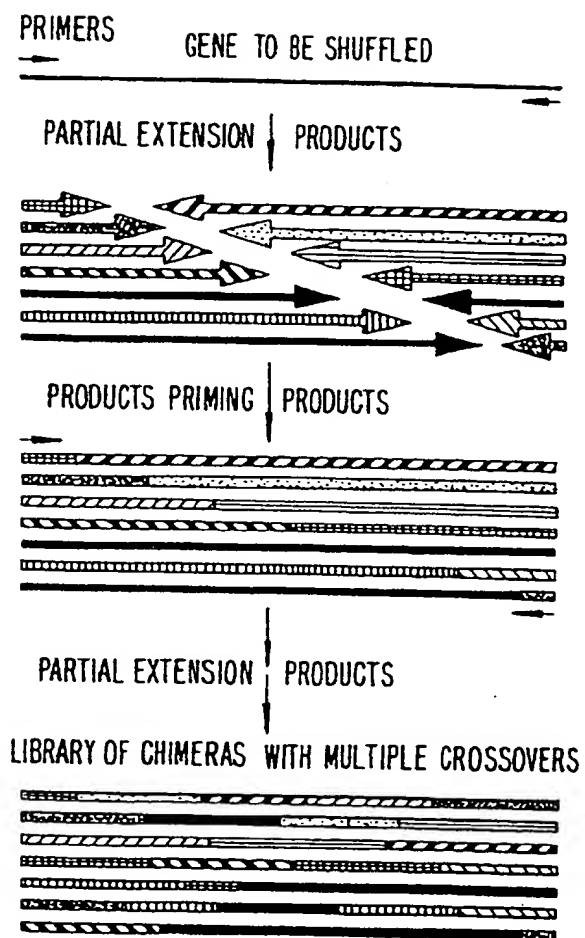 PRIMERS
GENE TO BE SHUFFLED
PARTIAL EXTENSION PRODUCTS
PRODUCTS PRIMING PRODUCTS
PARTIAL EXTENSION PRODUCTS
LIBRARY OF CHIMERAS WITH MULTIPLE CROSSOVERS